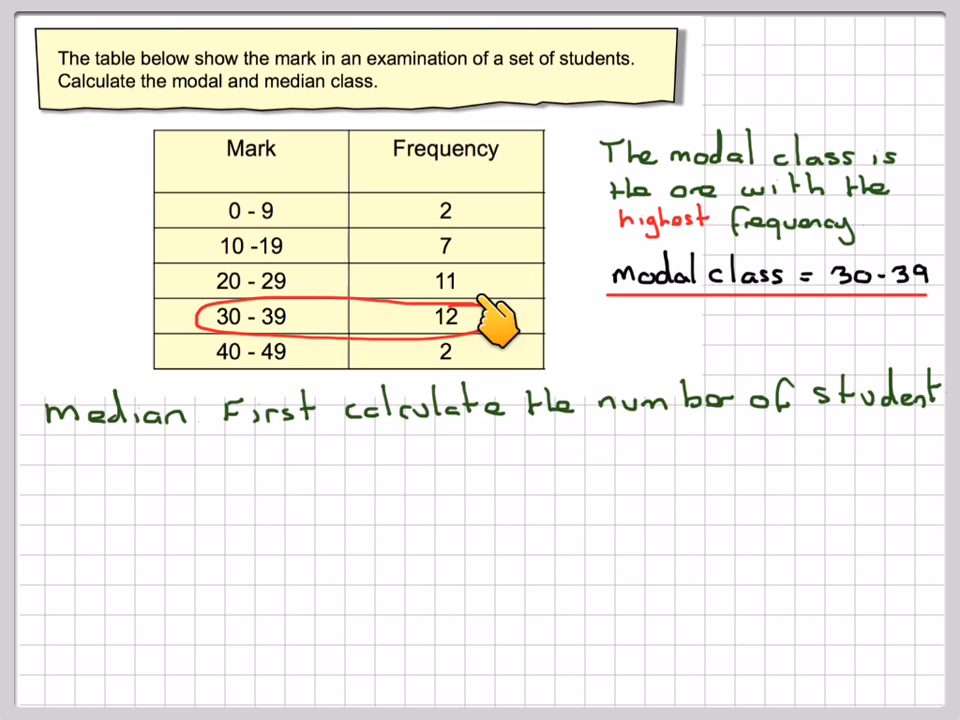 The table below show the mark in an examination of a set of students.
Calculate the modal and median class.
Mark Frequency
0 - 9 2
10 -19 7
20 - 29 11
30 - 39 12
40 - 49 2
The modal class is
the one with the
highest frequency
modal class = 30-39
median First calculate the number of student